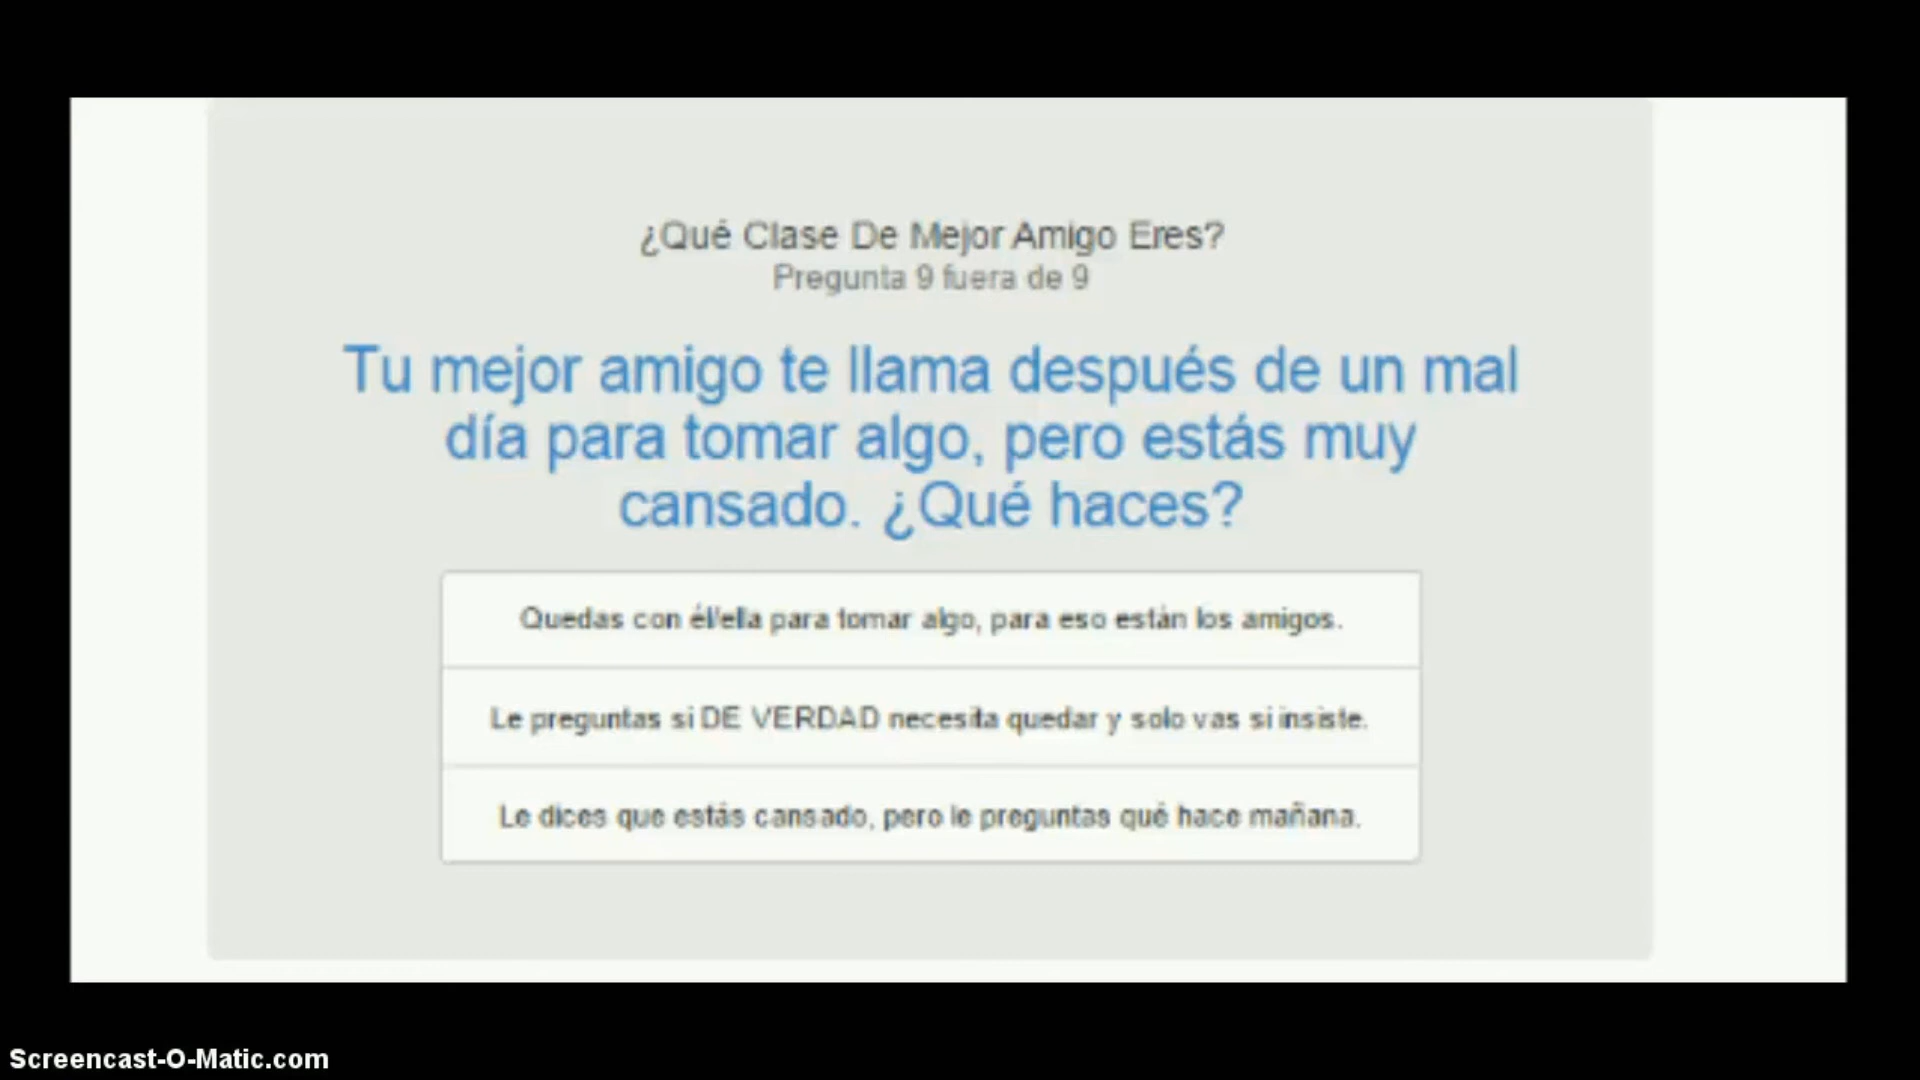 ¿Qué Clase De Mejor Amigo Eres?
Pregunta 9 fuera de 9
Tu mejor amigo te llama después de un mal
día para tomar algo, pero estás muy
cansado. ¿Qué haces?
Quedas con él/ella para tomar algo, para eso están los amigos.
Le preguntas si DE VERDAD necesita quedar y solo vas si insiste.
Le dices que estás cansado, pero le preguntas qué hace mañana.
Screencast-O-Matic.com